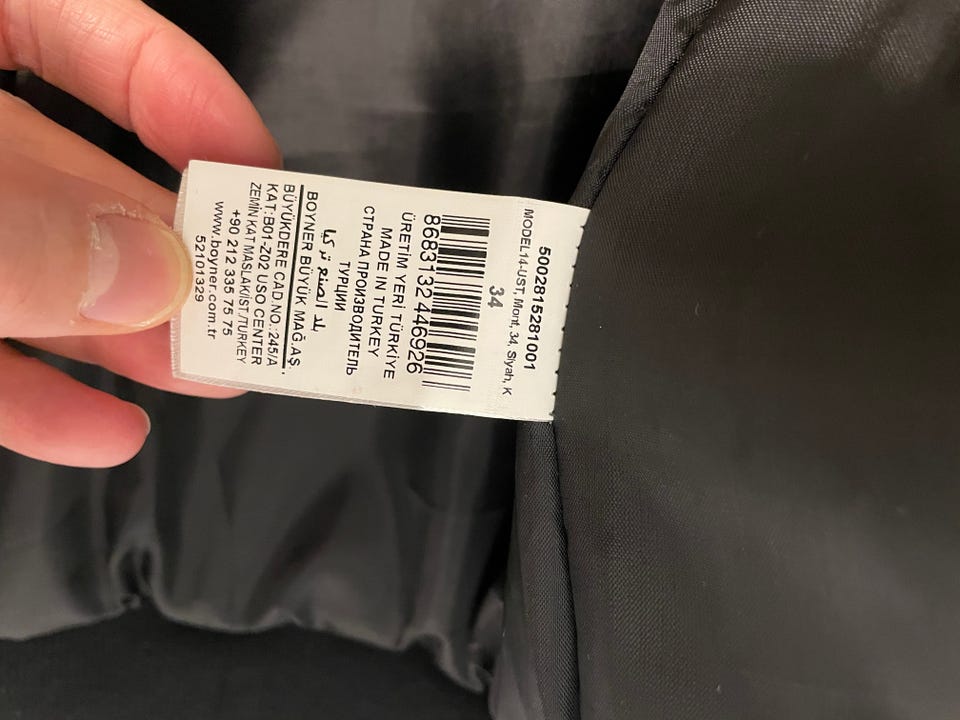 5002815281001
MODEL14-UST, Mont, 34, Siyah, K
34
8683132446926
ÜRETİM YERİ TÜRKİYE
MADE IN TURKEY
СТРАНА ПРОИЗВОДИТЕЛЬ
ТУРЦИИ
بلد الصنع تركيا
BOYNER BÜYÜK MAĞ.AŞ.
BÜYÜKDERE CAD.NO.:245/A
KAT:B01-Z02 USO CENTER
ZEMİN KAT MASLAK/İST./TURKEY
+90 212 335 75 75
www.boyner.com.tr
52101329